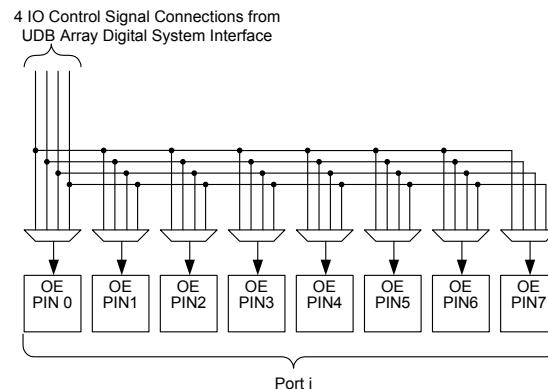 4 IO Control Signal Connections from
UDB Array Digital System Interface
OE
PIN 0
OE
PIN1
OE
PIN2
OE
PIN3
OE
PIN4
OE
PIN5
OE
PIN6
OE
PIN7
Port i